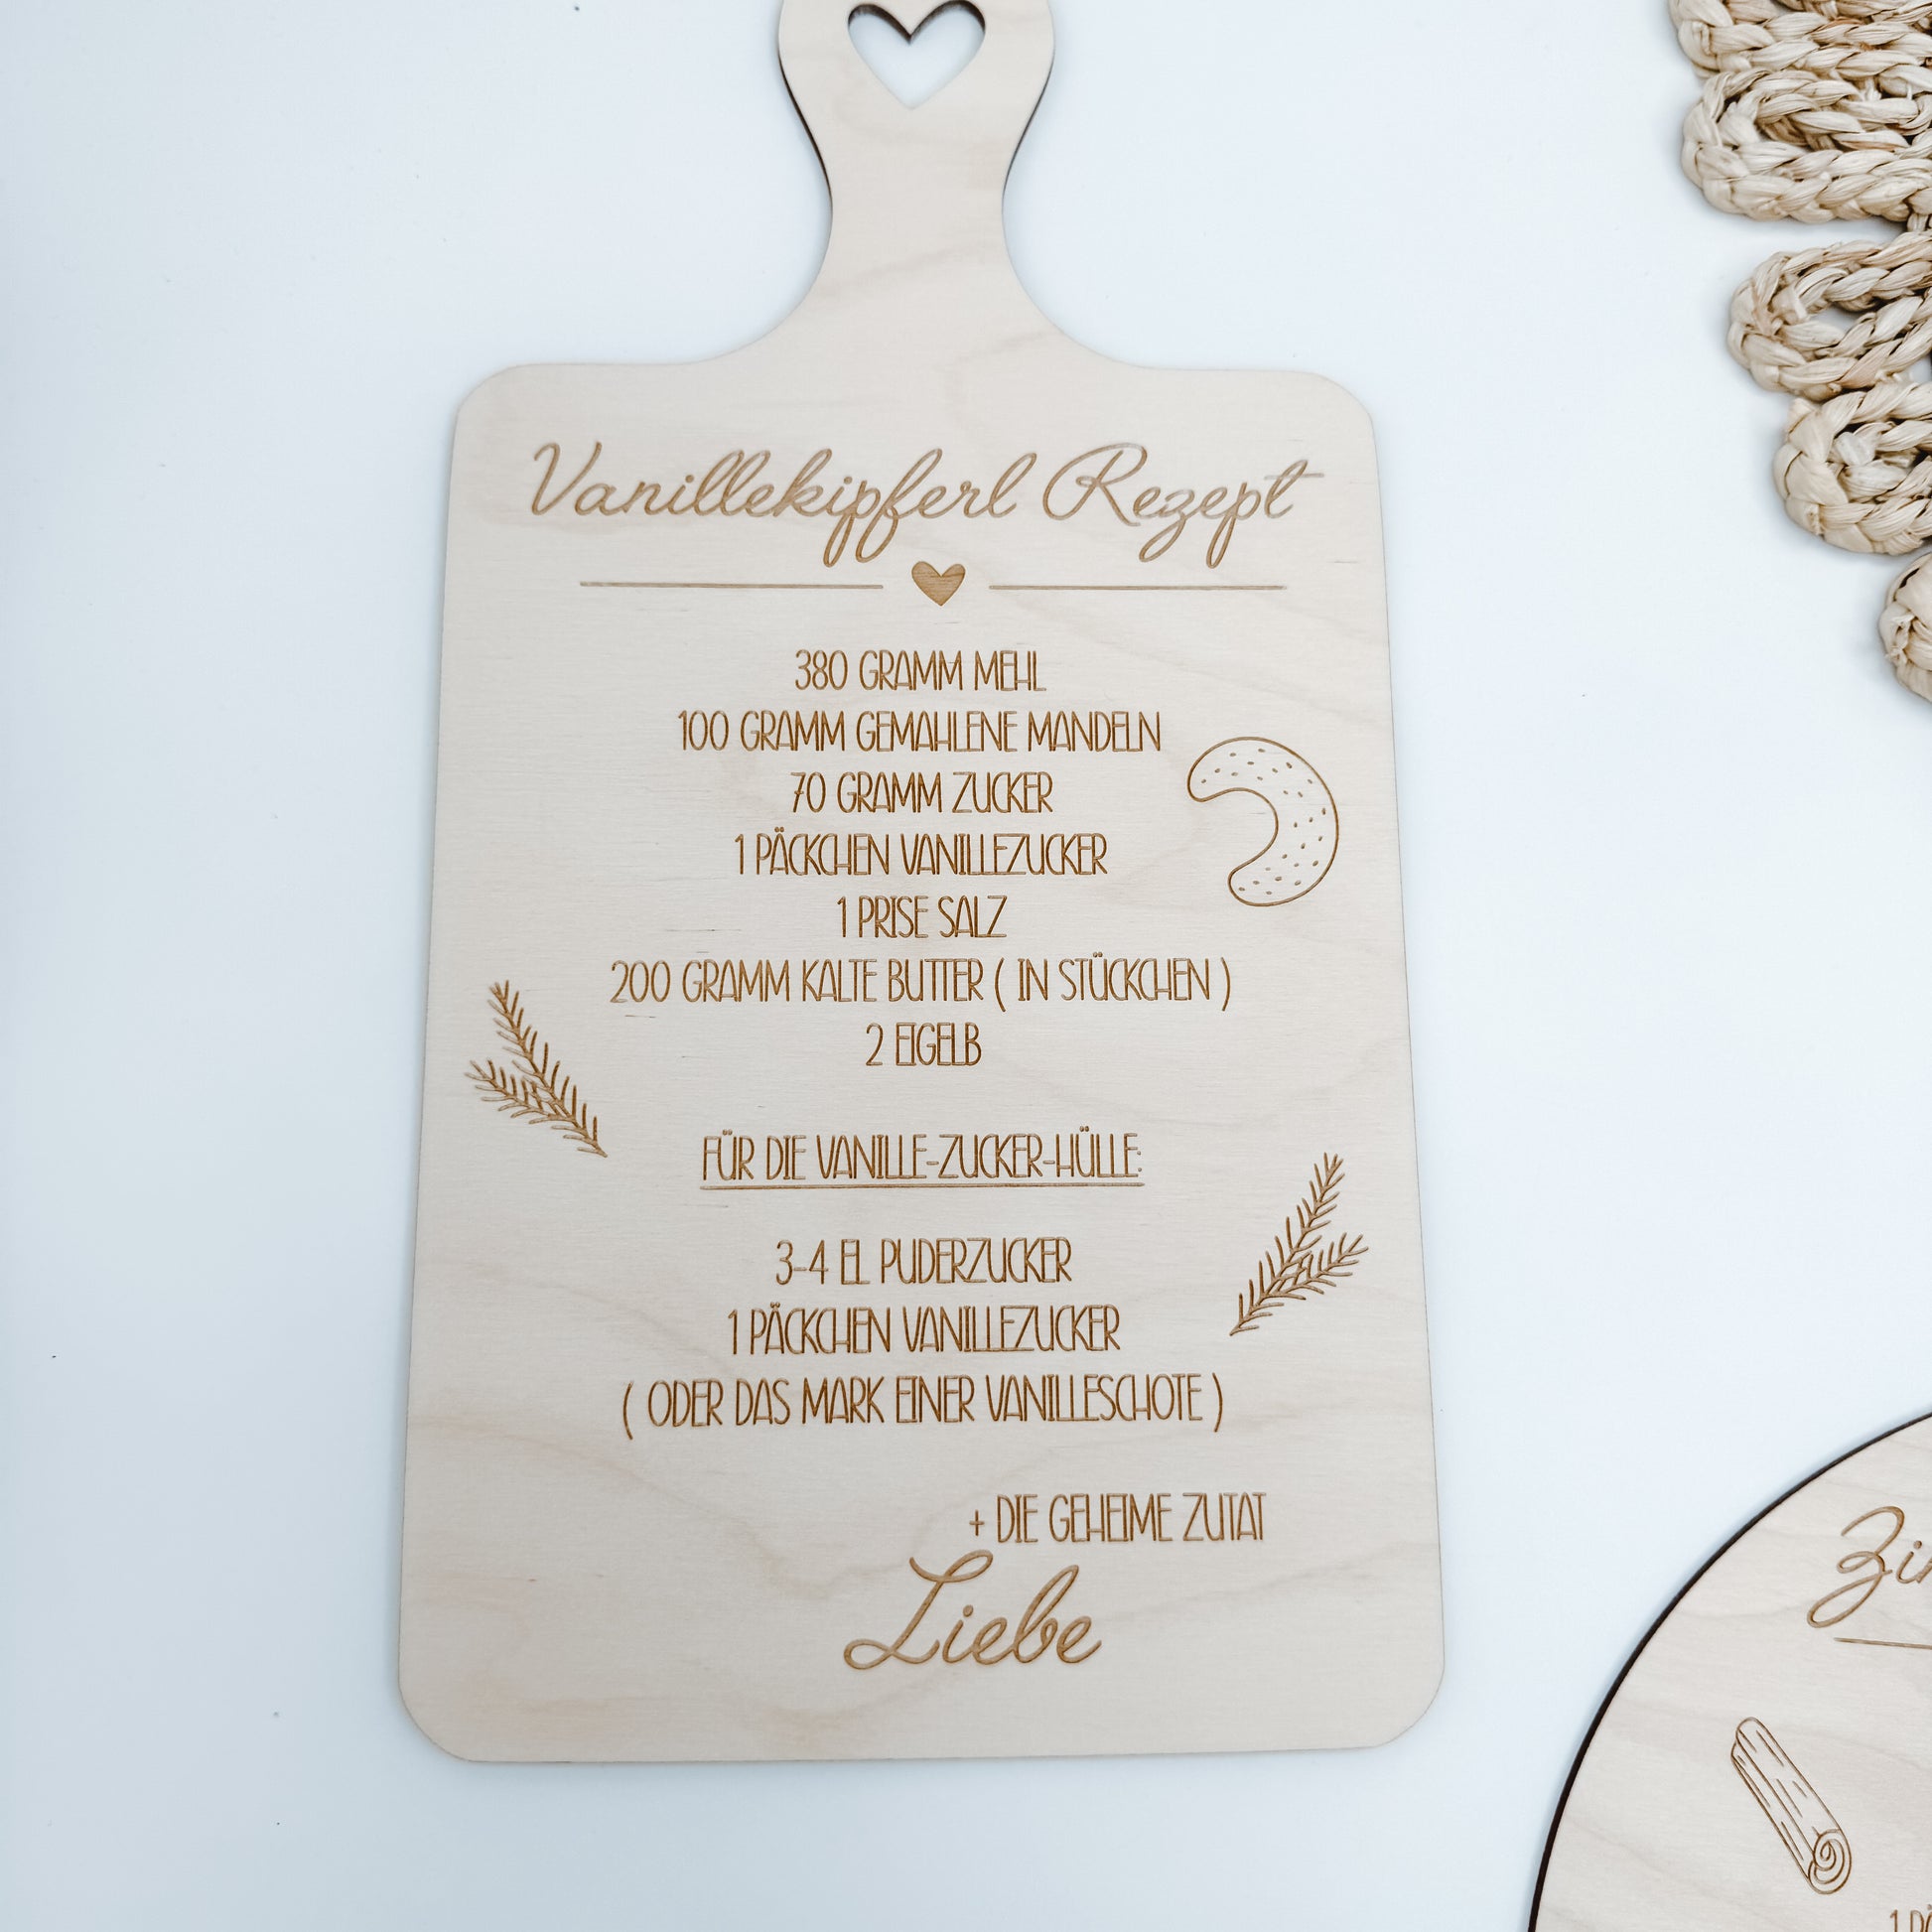 Vanillekipferl Rezept
380 GRAMM MEHL
100 GRAMM GEMAHLENE MANDELN
70 GRAMM ZUCKER
1 PÄCKCHEN VANILLEZUCKER
1 PRISE SALZ
200 GRAMM KALTE BUTTER ( IN STÜCKCHEN )
2 EIGELB
FÜR DIE VANILLE-ZUCKER-HÜLLE:
3-4 EL PUDERZUCKER
1 PÄCKCHEN VANILLEZUCKER
( ODER DAS MARK EINER VANILLESCHOTE )
+ DIE GEHEIME ZUTAT
Liebe